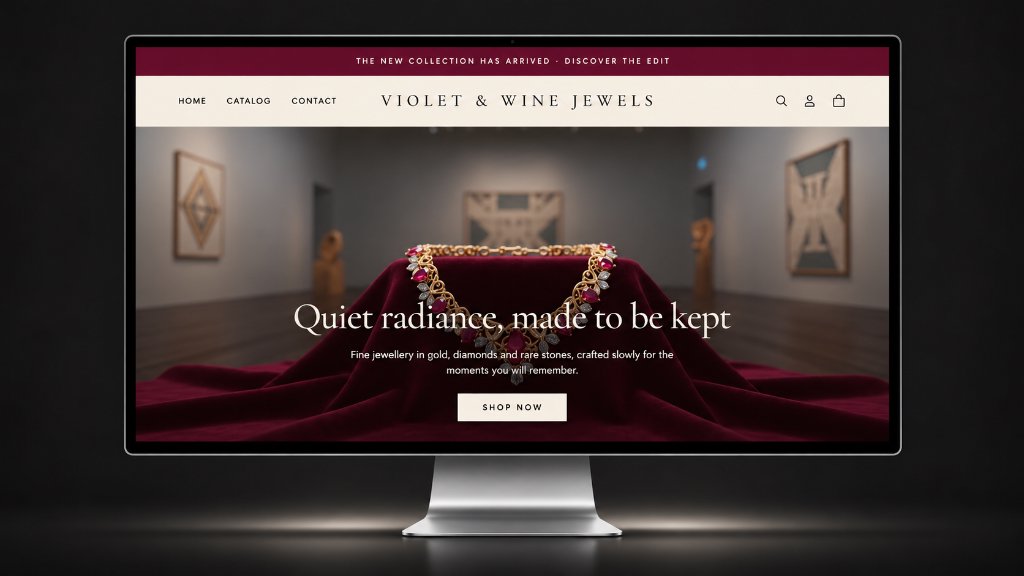 THE NEW COLLECTION HAS ARRIVED · DISCOVER THE EDIT
HOME CATALOG CONTACT
VIOLET & WINE JEWELS
Quiet radiance, made to be kept
Fine jewellery in gold, diamonds and rare stones, crafted slowly for the
moments you will remember.
SHOP NOW